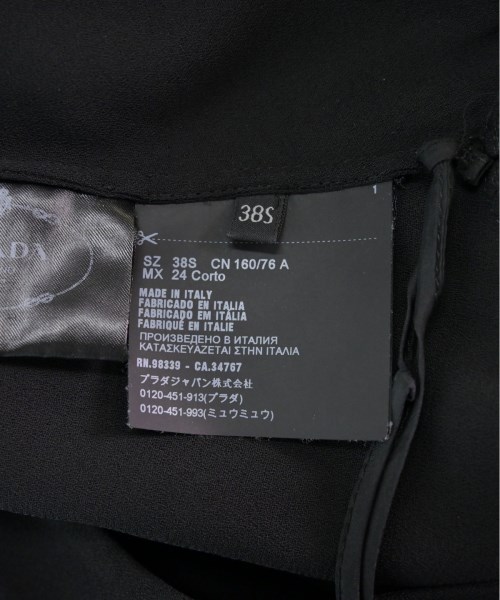 1
38S
ADA
SZ 38S CN 160/76 A
MX 24 Corto
MADE IN ITALY
FABRICADO EN ITALIA
FABRICADO EM ITÁLIA
FABRIQUÉ EN ITALIE
ПРОИЗВЕДЕНО В ИТАЛИЯ
ΚΑΤΑΣΚΕΥΑΖΕΤΑΙ ΣΤΗΝ ΙΤΑΛΙΑ
RN.98339 - CA.34767
プラダジャパン株式会社
0120-451-913(プラダ)
0120-451-993(ミュウミュウ)